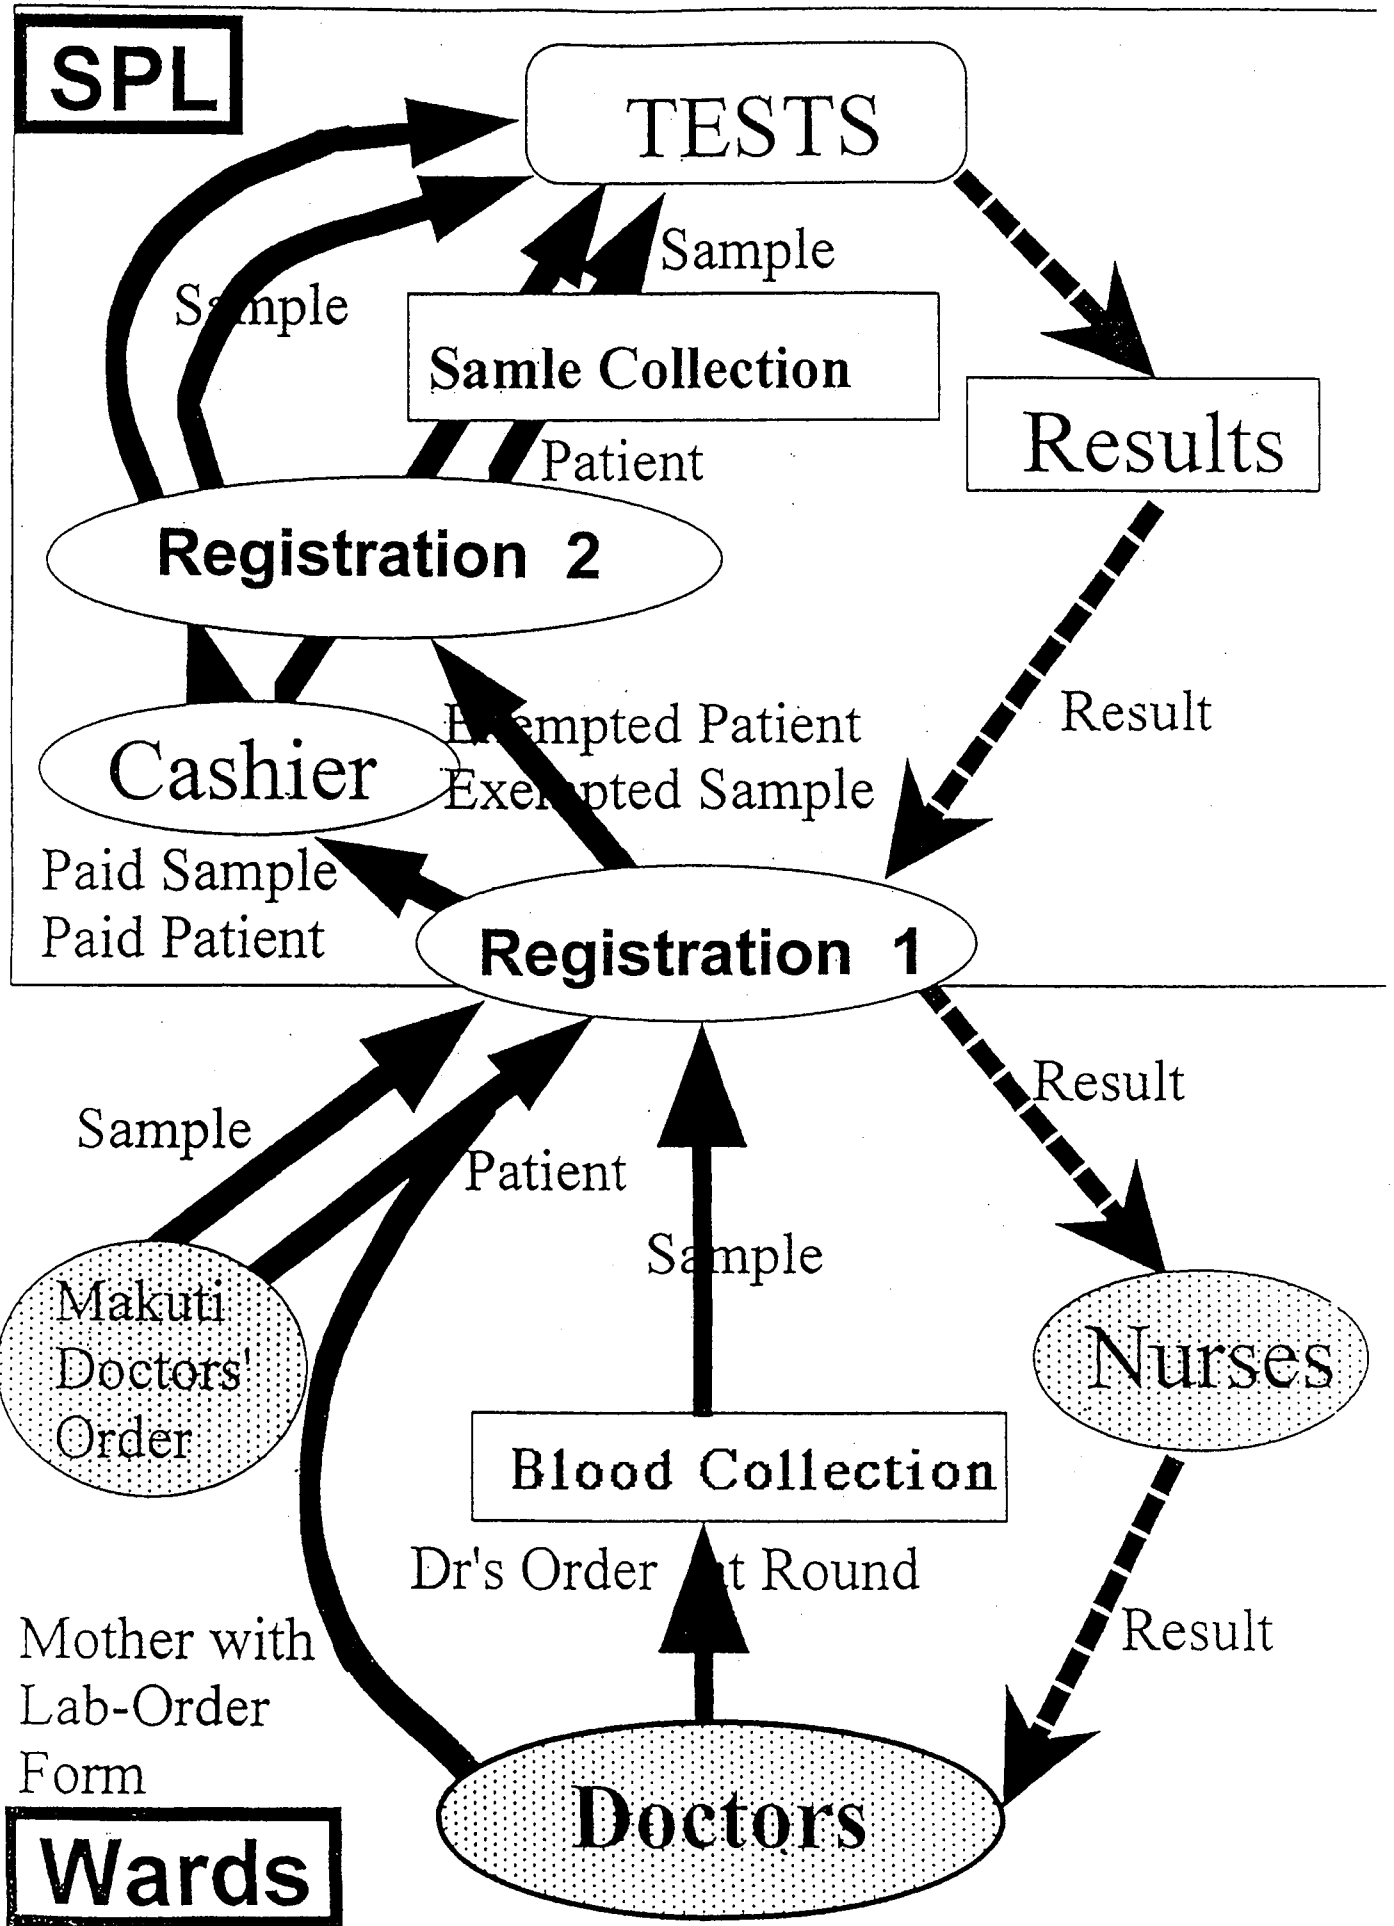 SPL
TESTS
Sample
Sample
Samle Collection
Patient
Results
Registration 2
Result
Exempted Patient
Exempted Sample
Cashier
Paid Sample
Paid Patient
Registration 1
Result
Sample
Patient
Sample
Makuti
Doctors'
Order
Nurses
Blood Collection
Dr's Order at Round
Result
Mother with
Lab-Order
Form
Doctors
Wards